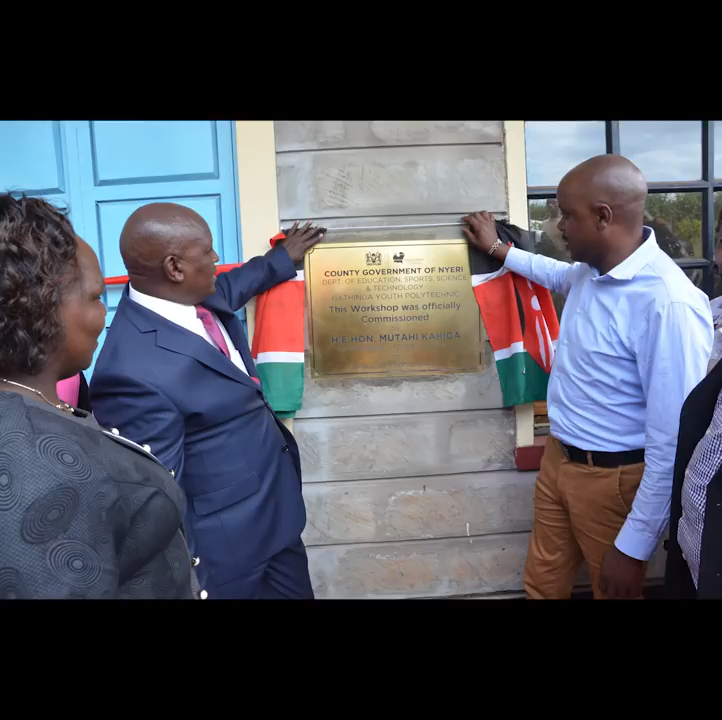 COUNTY GOVERNMENT OF NYERI
DEPT. OF EDUCATION, SPORTS, SCIENCE
& TECHNOLOGY
GATHINGA YOUTH POLYTECHNIC
This Workshop was officially
Commissioned
H.E HON. MUTAHI KAHIGA